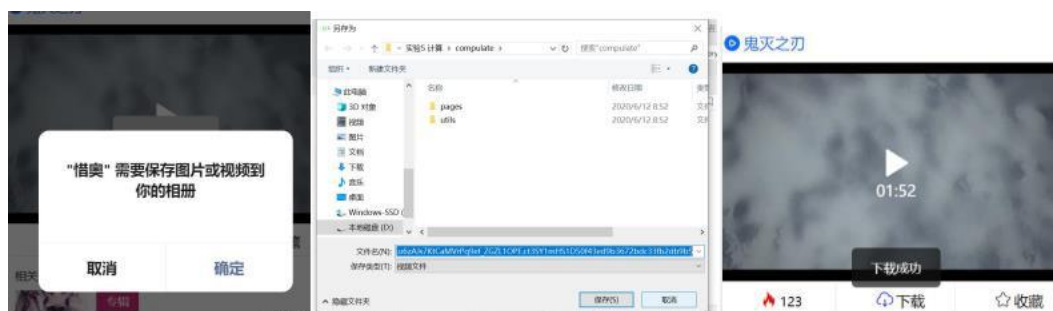 "惜奥" 需要保存图片或视频到
你的相册
取消
确定
相关
专辑
另存为
实验5 计算 › compulate ›
搜索"compulate"
组织
新建文件夹
名称
修改日期
此电脑
3D 对象
视频
图片
文档
下载
音乐
桌面
Windows-SSD (
本地磁盘 (D:)
pages
2020/6/12 8:52
utils
2020/6/12 8:52
文件名(N):
保存类型(T): 视频文件
隐藏文件夹
保存(S)
取消
鬼灭之刃
01:52
下载成功
123
下载
收藏